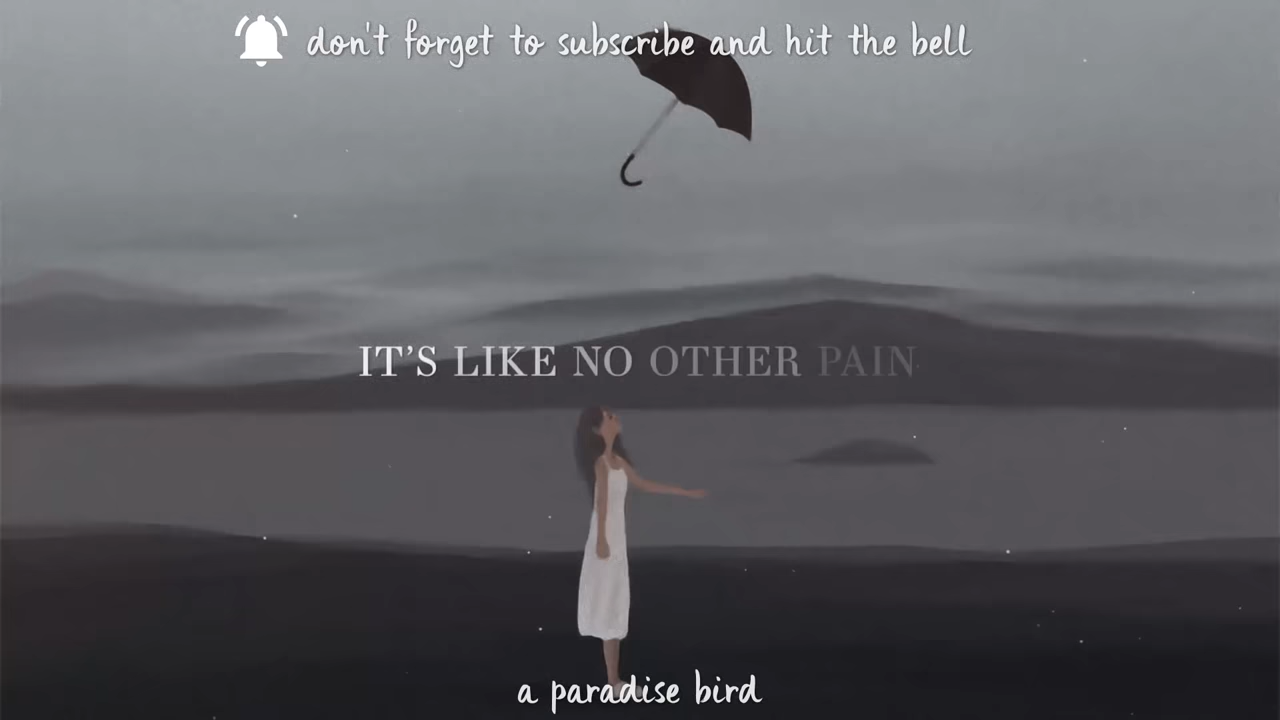 don't forget to subscribe and hit the bell
IT'S LIKE NO OTHER PAIN
a paradise bird